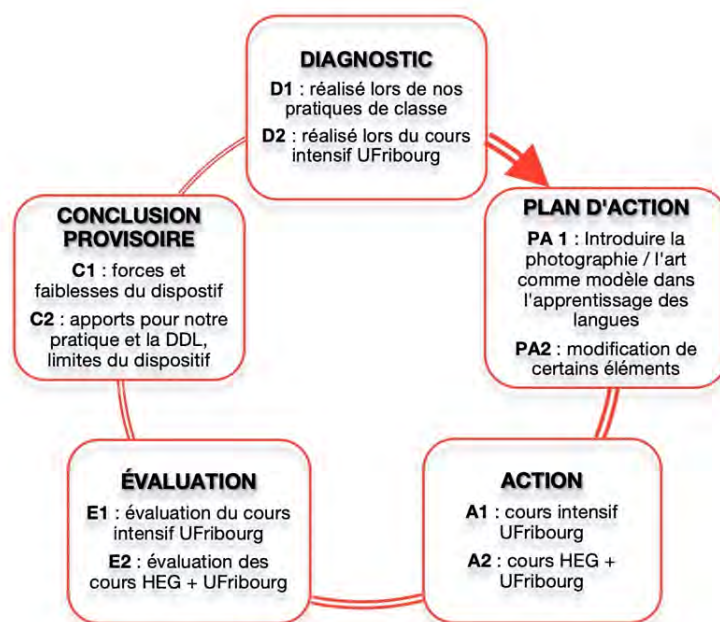 DIAGNOSTIC
D1 : réalisé lors de nos
pratiques de classe
D2 : réalisé lors du cours
intensif UFribourg
PLAN D'ACTION
PA 1 : Introduire la
photographie / l'art
comme modèle dans
l'apprentissage des
langues
PA2 : modification de
certains éléments
ACTION
A1 : cours intensif
UFribourg
A2 : cours HEG +
UFribourg
ÉVALUATION
E1 : évaluation du cours
intensif UFribourg
E2 : évaluation des
cours HEG + UFribourg
CONCLUSION
PROVISOIRE
C1 : forces et
faiblesses du dispostif
C2 : apports pour notre
pratique et la DDL,
limites du dispositif